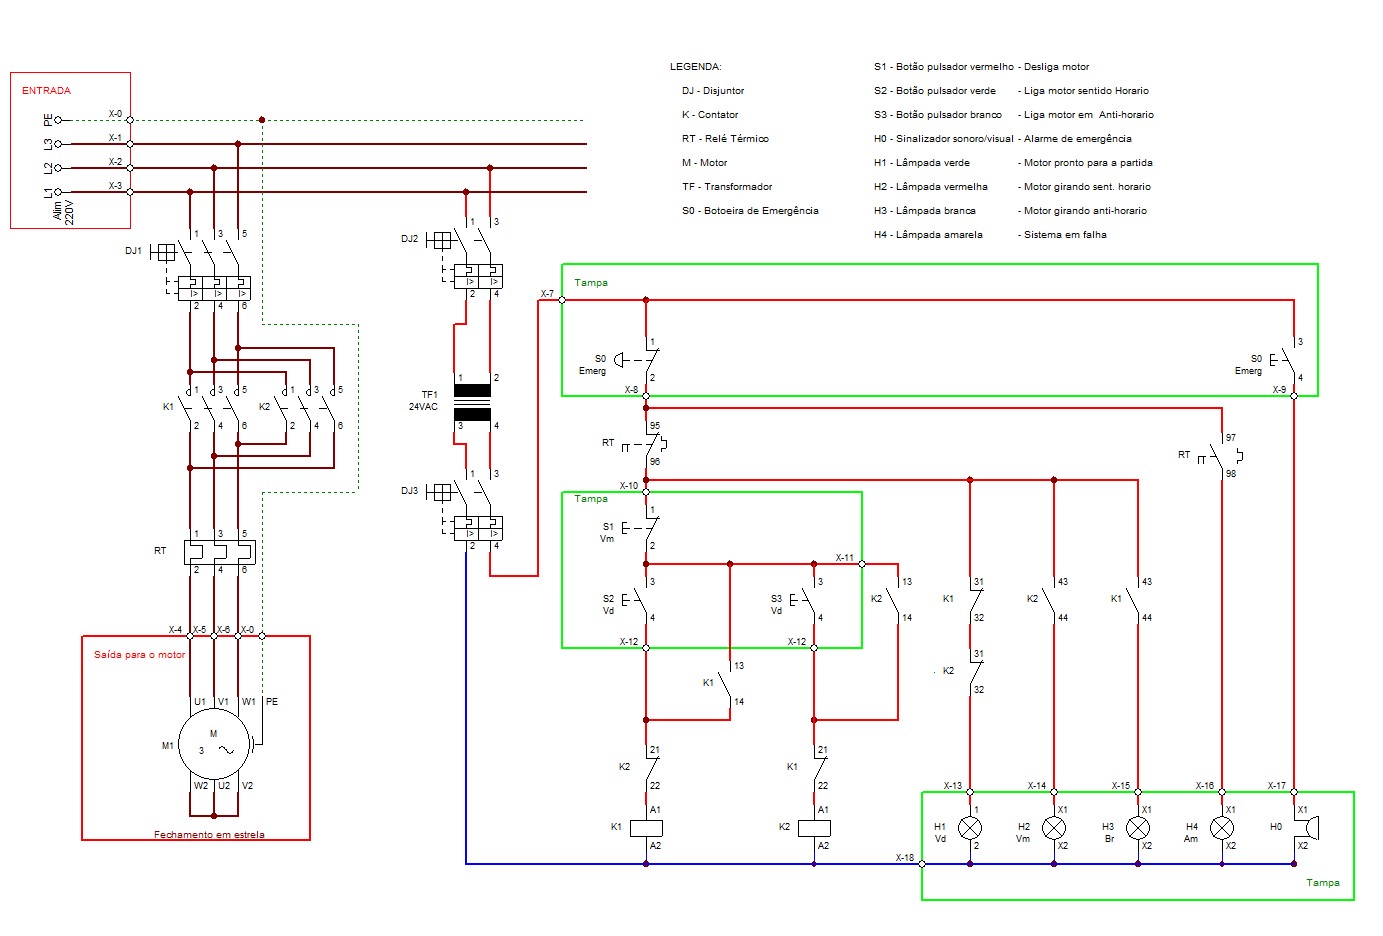 LEGENDA:
DJ - Disjuntor
K - Contator
RT - Relé Térmico
M - Motor
TF - Transformador
S0 - Botoeira de Emergência
S1 - Botão pulsador vermelho - Desliga motor
S2 - Botão pulsador verde - Liga motor sentido Horario
S3 - Botão pulsador branco - Liga motor em Anti-horario
H0 - Sinalizador sonoro/visual - Alarme de emergência
H1 - Lâmpada verde - Motor pronto para a partida
H2 - Lâmpada vermelha - Motor girando sent. horario
H3 - Lâmpada branca - Motor girando anti-horario
H4 - Lâmpada amarela - Sistema em falha
ENTRADA
PE X-0
L3 X-1
L2 X-2
L1 X-3
Alim
220V
DJ1
1 3 5
I> I> I>
2 4 6
K1
1 3 5
2 4 6
K2
1 3 5
2 4 6
RT
1 3 5
2 4 6
X-4 X-5 X-6 X-0
Saída para o motor
U1 V1 W1 PE
M1
M
3
W2 U2 V2
Fechamento em estrela
DJ2
1 3
I> I>
2 4
TF1
24VAC
1 2
3 4
DJ3
1 3
I> I>
2 4
X-7
Tampa
S0
Emerg
1
2
X-8
S0
Emerg
3
4
X-9
RT
95
96
RT
97
98
X-10
Tampa
S1
Vm
1
2
X-11
S2
Vd
3
4
S3
Vd
3
4
X-12
X-12
K2
13
14
K1
13
14
K1
31
32
K2
31
32
K2
43
44
K1
43
44
K2
21
22
K1
21
22
K1
A1
A2
K2
A1
A2
X-13 X-14 X-15 X-16 X-17
H1
Vd
1
2
H2
Vm
X1
X2
H3
Br
X1
X2
H4
Am
X1
X2
H0
X1
X2
X-18
Tampa